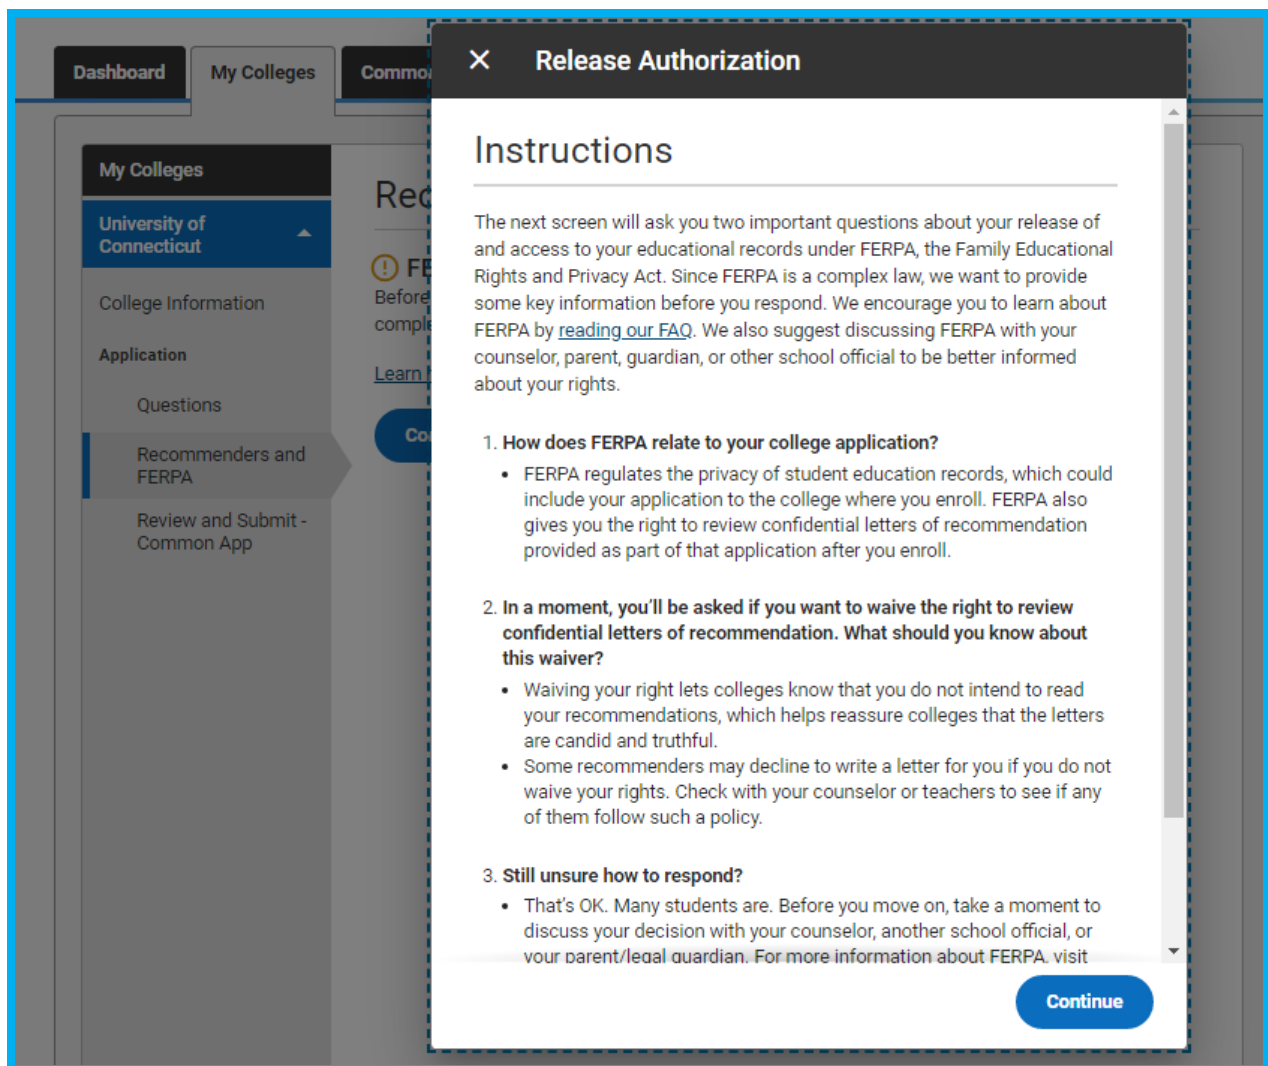 Dashboard
My Colleges
My Colleges
University of
Connecticut
College Information
Application
Questions
Recommenders and
FERPA
Review and Submit -
Common App
Before
Learn
Release Authorization
Instructions
The next screen will ask you two important questions about your release of
and access to your educational records under FERPA, the Family Educational
Rights and Privacy Act. Since FERPA is a complex law, we want to provide
some key information before you respond. We encourage you to learn about
FERPA by reading our FAQ. We also suggest discussing FERPA with your
counselor, parent, guardian, or other school official to be better informed
about your rights.
1. How does FERPA relate to your college application?
• FERPA regulates the privacy of student education records, which could
include your application to the college where you enroll. FERPA also
gives you the right to review confidential letters of recommendation
provided as part of that application after you enroll.
2. In a moment, you'll be asked if you want to waive the right to review
confidential letters of recommendation. What should you know about
this waiver?
• Waiving your right lets colleges know that you do not intend to read
your recommendations, which helps reassure colleges that the letters
are candid and truthful.
• Some recommenders may decline to write a letter for you if you do not
waive your rights. Check with your counselor or teachers to see if any
of them follow such a policy.
3. Still unsure how to respond?
• That's OK. Many students are. Before you move on, take a moment to
discuss your decision with your counselor, another school official, or
your parent/legal guardian. For more information about FERPA, visit
Continue